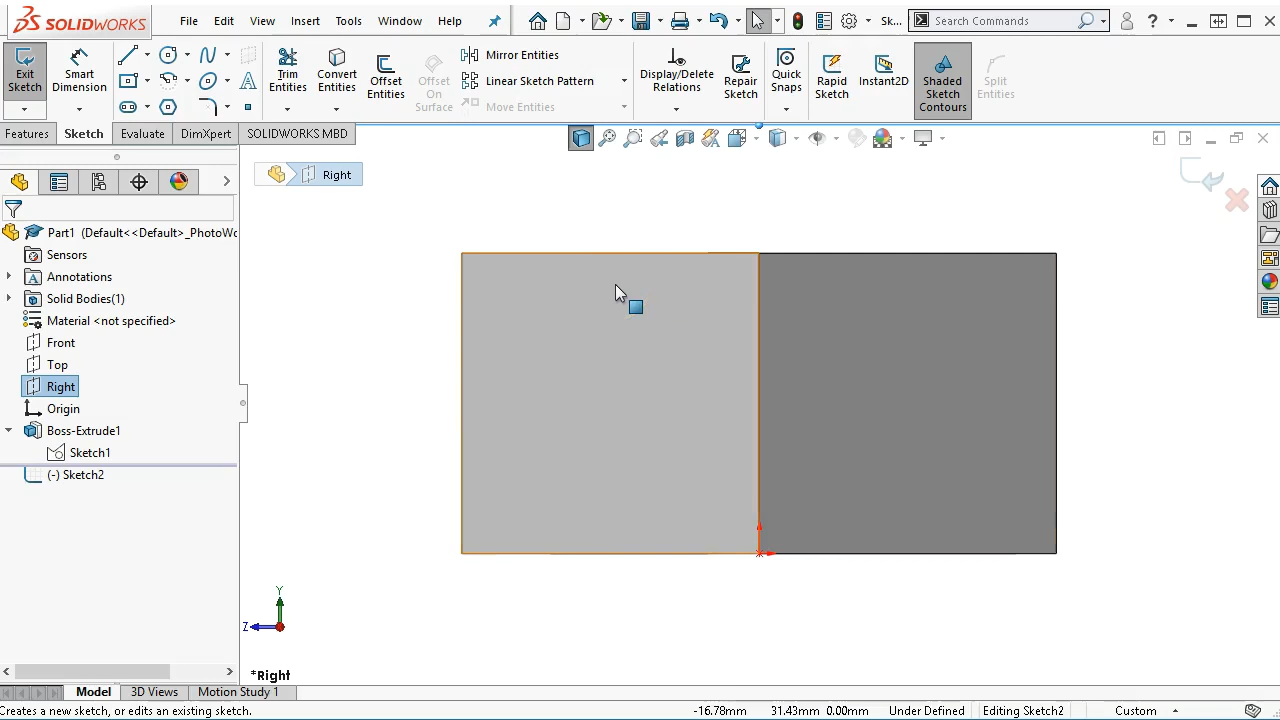 SOLIDWORKS File Edit View Insert Tools Window Help Sk... Search Commands ?
Exit Sketch
Smart Dimension
Trim Entities
Convert Entities
Offset Entities
Offset On Surface
Mirror Entities
Linear Sketch Pattern
Move Entities
Display/Delete Relations
Repair Sketch
Quick Snaps
Rapid Sketch
Instant2D
Shaded Sketch Contours
Split Entities
Features Sketch Evaluate DimXpert SOLIDWORKS MBD
Right
Part1 (Default<<Default>_PhotoWo
Sensors
Annotations
Solid Bodies(1)
Material <not specified>
Front
Top
Right
Origin
Boss-Extrude1
Sketch1
(-) Sketch2
Y
Z
*Right
Model 3D Views Motion Study 1
Creates a new sketch, or edits an existing sketch. -16.78mm 31.43mm 0.00mm Under Defined Editing Sketch2 Custom